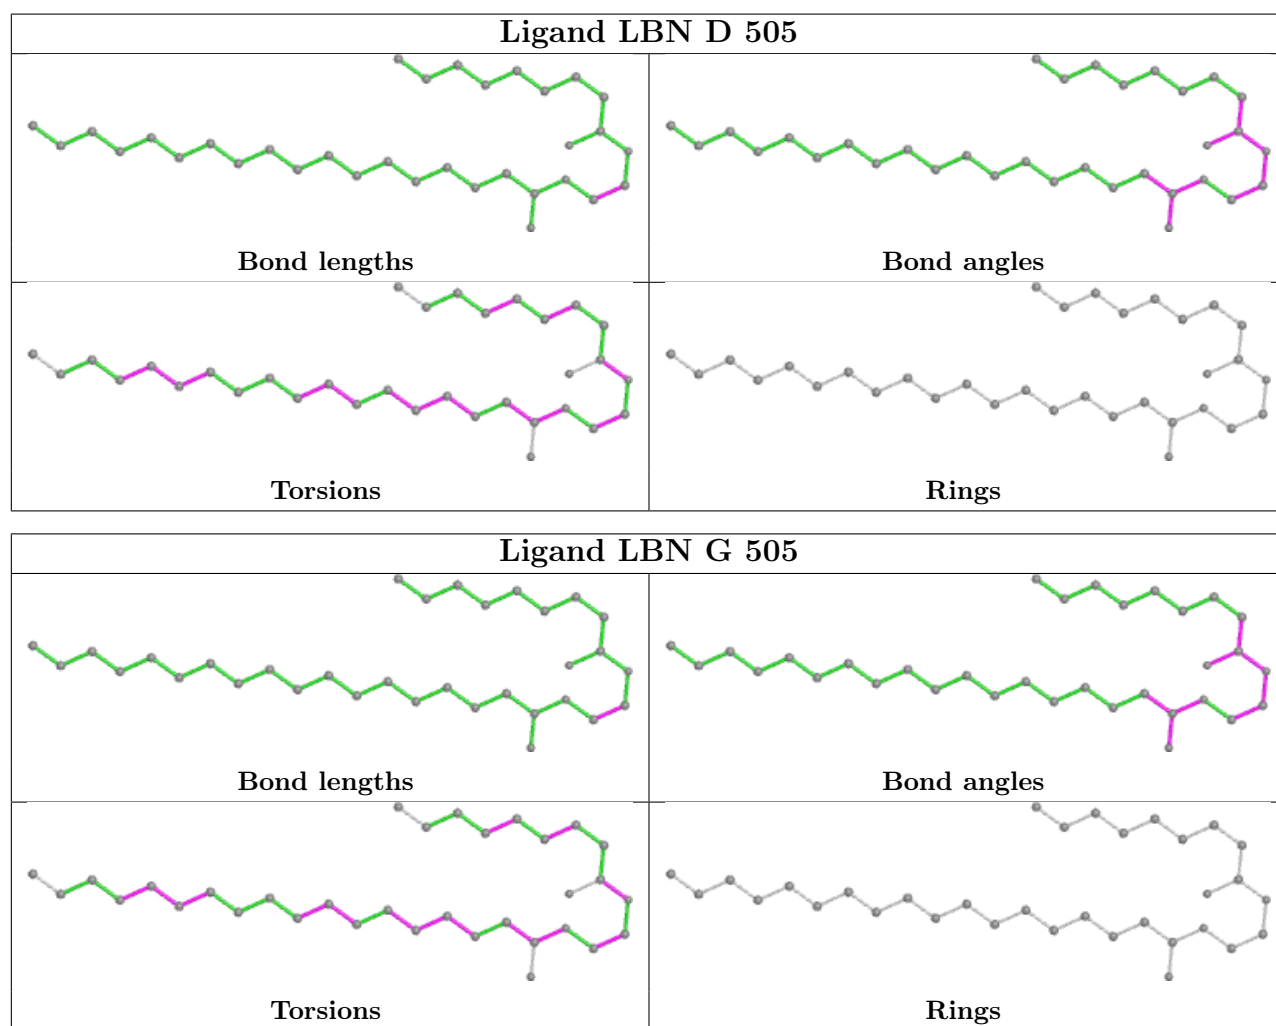 Ligand LBN D 505
Bond lengths
Bond angles
Torsions
Rings
Ligand LBN G 505
Bond lengths
Bond angles
Torsions
Rings